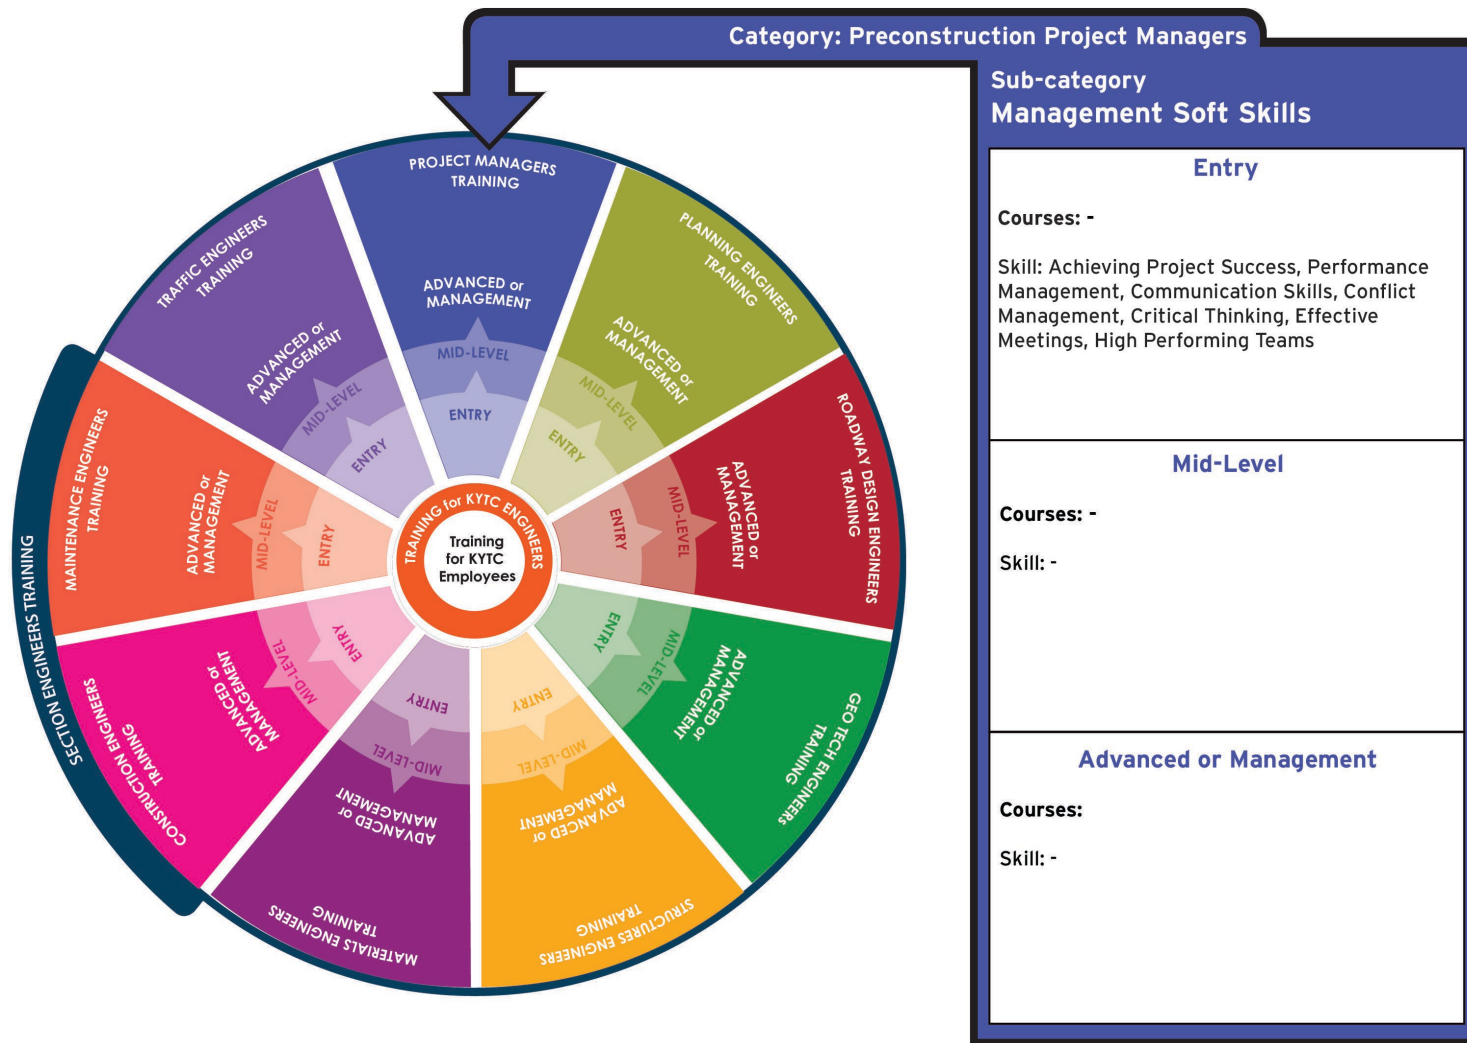 Category: Preconstruction Project Managers
Sub-category
Management Soft Skills
Entry
Courses: -
Skill: Achieving Project Success, Performance
Management, Communication Skills, Conflict
Management, Critical Thinking, Effective
Meetings, High Performing Teams
Mid-Level
Courses: -
Skill: -
Advanced or Management
Courses:
Skill: -
PROJECT MANAGERS
TRAINING
ADVANCED or
MANAGEMENT
MID-LEVEL
ENTRY
PLANNING ENGINEERS
TRAINING
ADVANCED or
MANAGEMENT
MID-LEVEL
ENTRY
ROADWAY DESIGN ENGINEERS
TRAINING
ADVANCED or
MANAGEMENT
MID-LEVEL
ENTRY
GEO TECH ENGINEERs
TRAINING
ADVANCED or
MANAGEMENT
MID-LEVEL
ENTRY
STRUCTURES ENGINEERS
TRAINING
ADVANCED or
MANAGEMENT
MID-LEVEL
ENTRY
MATERIALS ENGINEERS
TRAINING
ADVANCED or
MANAGEMENT
MID-LEVEL
ENTRY
CONSTRUCTION ENGINEERS
TRAINING
ADVANCED or
MANAGEMENT
MID-LEVEL
ENTRY
MAINTENANCE ENGINEERS
TRAINING
ADVANCED or
MANAGEMENT
MID-LEVEL
ENTRY
TRAFFIC ENGINEERS
TRAINING
ADVANCED or
MANAGEMENT
MID-LEVEL
ENTRY
SECTION ENGINEERS TRAINING
TRAINING for KYTC ENGINEERS
Training
for KYTC
Employees